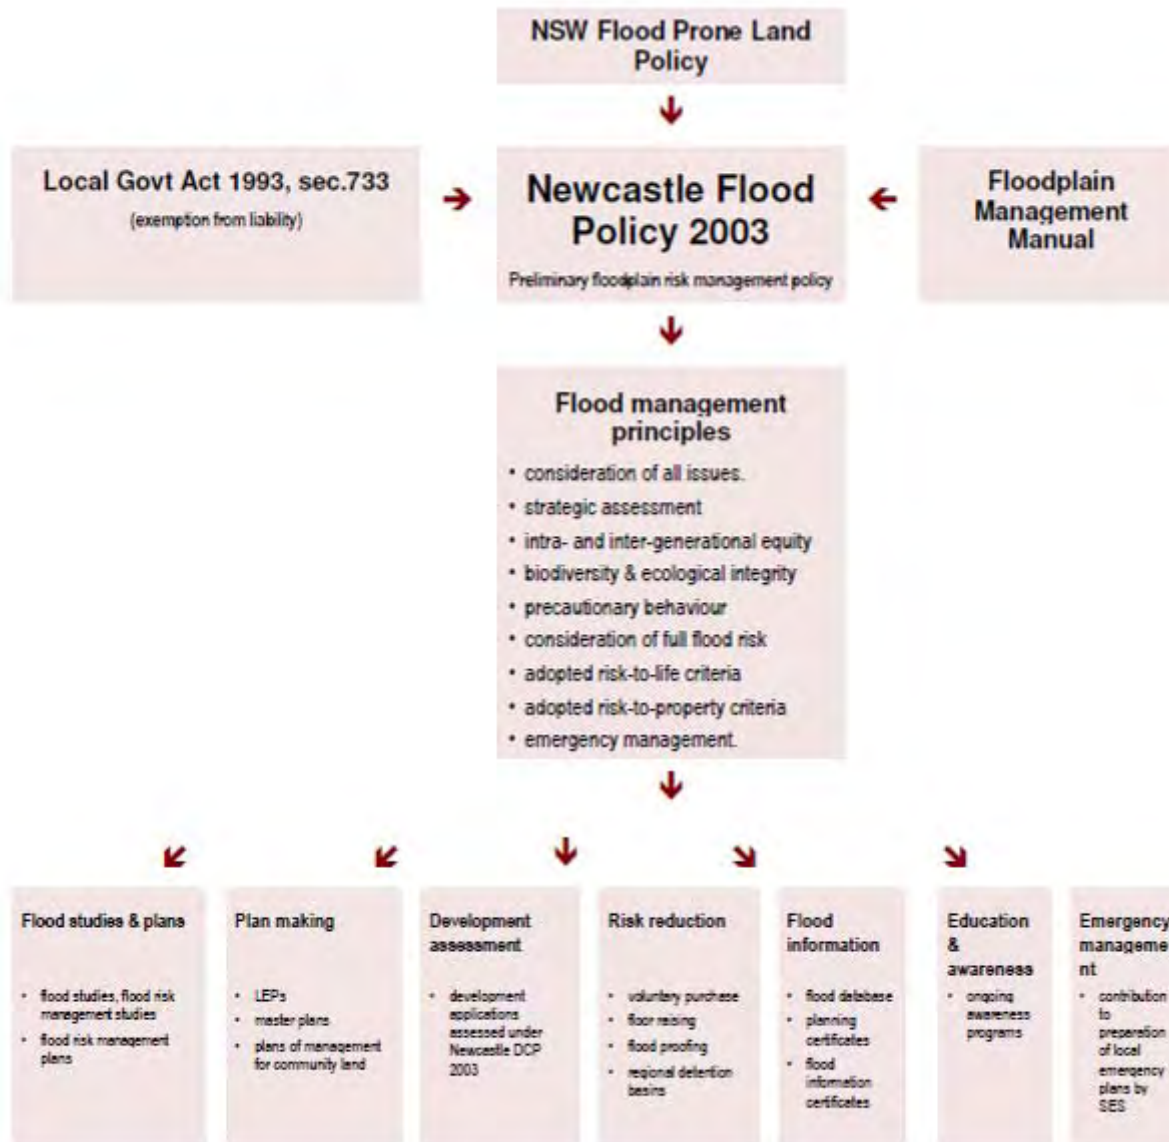 NSW Flood Prone Land
Policy
Local Govt Act 1993, sec.733
(exemption from liability)
Newcastle Flood
Policy 2003
Preliminary floodplain risk management policy
Floodplain
Management
Manual
Flood management
principles
• consideration of all issues.
• strategic assessment
• intra- and inter-generational equity
• biodiversity & ecological integrity
• precautionary behaviour
• consideration of full flood risk
• adopted risk-to-life criteria
• adopted risk-to-property criteria
• emergency management.
Flood studies & plans
• flood studies, flood risk
management studies
• flood risk management
plans
Plan making
• LEPs
• master plans
• plans of management
for community land
Development
assessment
• development
applications
assessed under
Newcastle DCP
2003
Risk reduction
• voluntary purchase
• floor raising
• flood proofing
• regional detention
basins
Flood
information
• flood database
• planning
certificates
• flood
information
certificates
Education
&
awareness
• ongoing
awareness
programs
Emergency
manageme
nt
• contribution
to
preparation
of local
emergency
plans by
SES